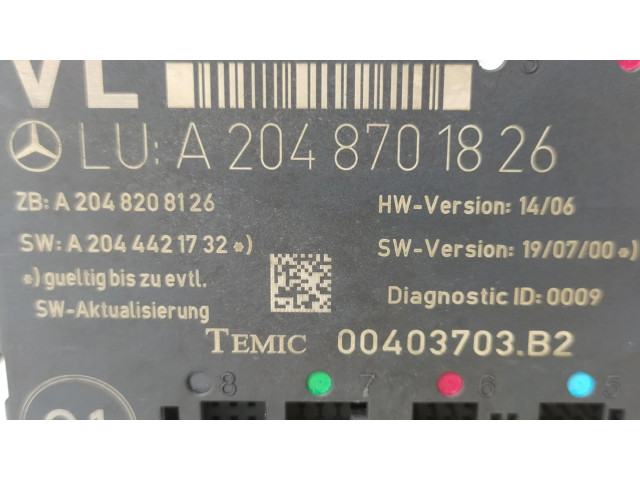 VL
LU: A 204 870 18 26
ZB: A 204 820 81 26
HW-Version: 14/06
SW: A 204 442 17 32 *)
SW-Version: 19/07/00 *)
*) gueltig bis zu evtl.
SW-Aktualisierung
Diagnostic ID: 0009
TEMIC 00403703.B2
8 7 6 5